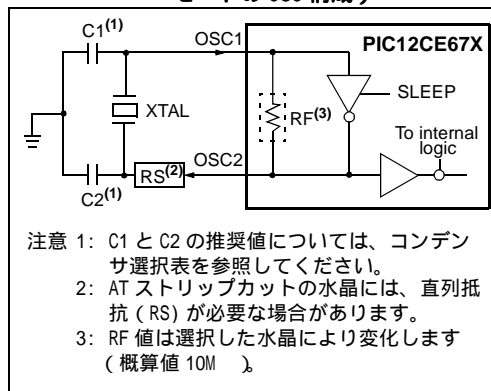 C1(1)
OSC1
PIC12CE67X
SLEEP
XTAL
RF(3)
To internal
logic
OSC2
RS(2)
C2(1)
注意 1: C1 と C2 の推奨値については、コンデン
サ選択表を参照してください。
2: AT ストリップカットの水晶には、直列抵
抗 ( RS) が必要な場合があります。
3: RF 値は選択した水晶により変化します
( 概算値 10M )。